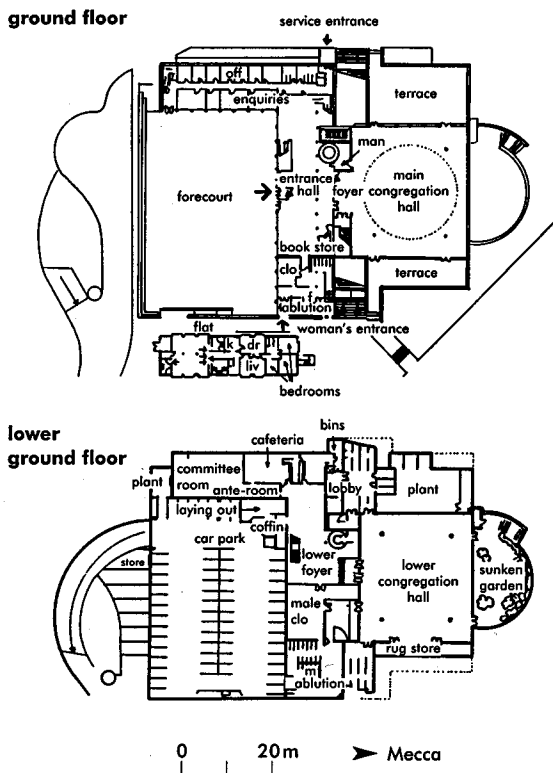 ground floor
service entrance
off
enquiries
terrace
man
entrance
hall
foyer
main
congregation
hall
forecourt
book store
clo
f
ablution
terrace
flat
woman's entrance
k
dr
liv
bedrooms
lower
ground floor
bins
cafeteria
committee
room
plant
ante-room
lobby
plant
laying out
coffin
car park
store
lower
foyer
lower
congregation
hall
sunken
garden
male
clo
rug store
m
ablution
0
20m
Mecca